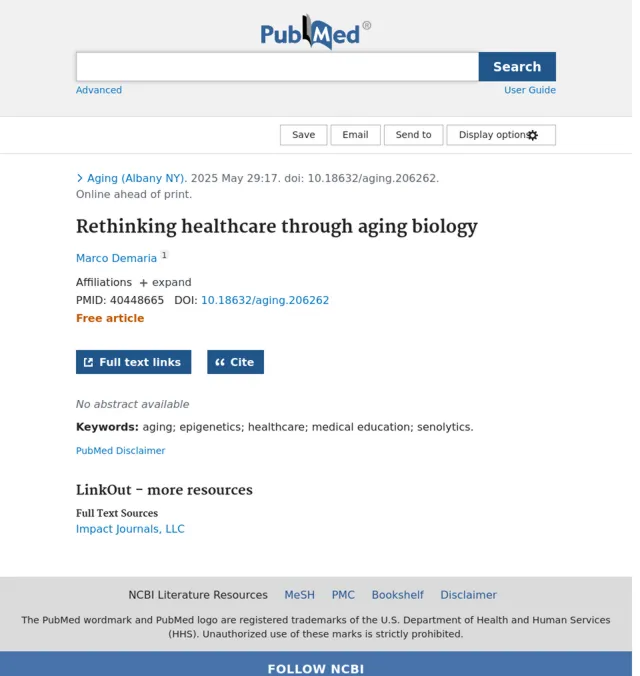 PubMed®
Search
Advanced
User Guide
Save
Email
Send to
Display options
Aging (Albany NY). 2025 May 29:17. doi: 10.18632/aging.206262.
Online ahead of print.
Rethinking healthcare through aging biology
Marco Demaria 1
Affiliations + expand
PMID: 40448665 DOI: 10.18632/aging.206262
Free article
Full text links
Cite
No abstract available
Keywords: aging; epigenetics; healthcare; medical education; senolytics.
PubMed Disclaimer
LinkOut - more resources
Full Text Sources
Impact Journals, LLC
NCBI Literature Resources MeSH PMC Bookshelf Disclaimer
The PubMed wordmark and PubMed logo are registered trademarks of the U.S. Department of Health and Human Services
(HHS). Unauthorized use of these marks is strictly prohibited.
FOLLOW NCBI